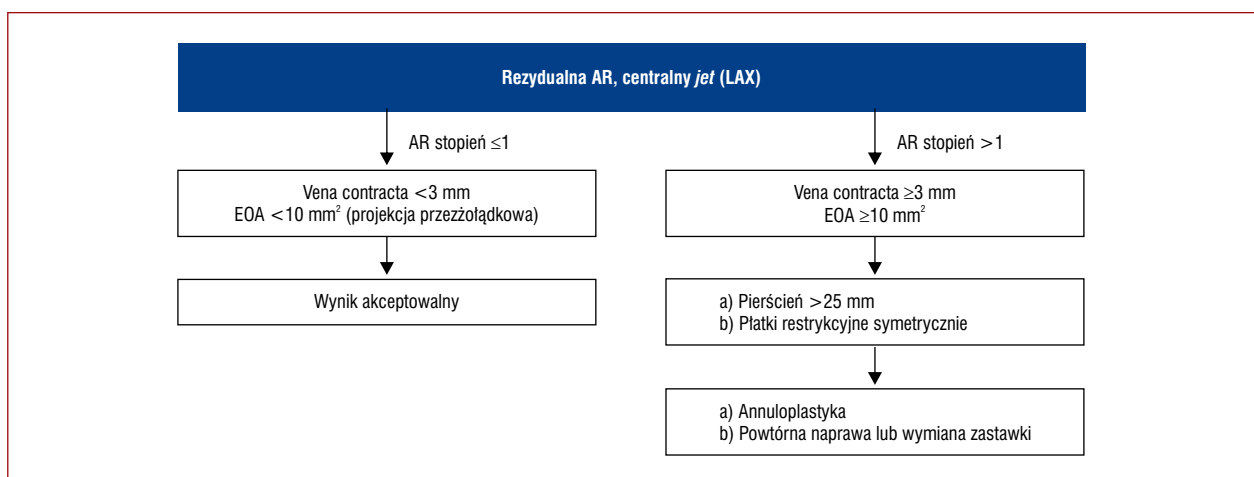 Rezydualna AR, centralny jet (LAX)
AR stopień ≤1
AR stopień >1
Vena contracta <3 mm
EOA <10 mm² (projekcja przezżołądkowa)
Vena contracta ≥3 mm
EOA ≥10 mm²
Wynik akceptowalny
a) Pierścień >25 mm
b) Płatki restrykcyjne symetrycznie
a) Annuloplastyka
b) Powtórna naprawa lub wymiana zastawki